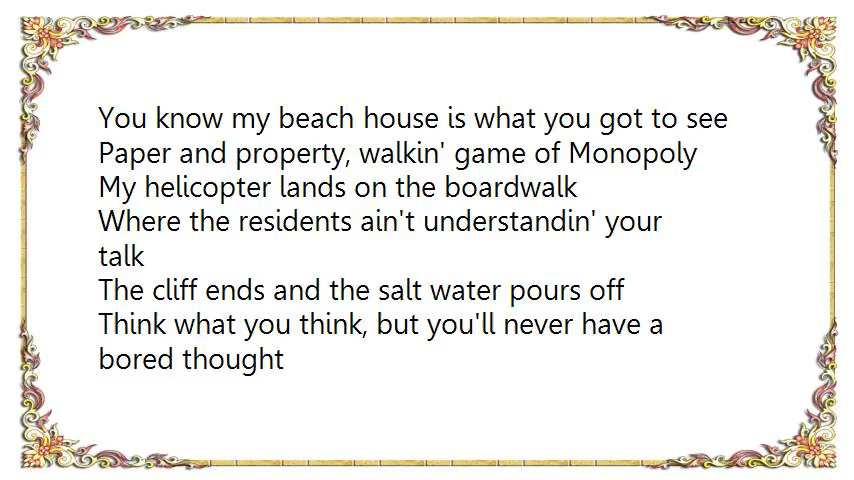 You know my beach house is what you got to see
Paper and property, walkin' game of Monopoly
My helicopter lands on the boardwalk
Where the residents ain't understandin' your
talk
The cliff ends and the salt water pours off
Think what you think, but you'll never have a
bored thought